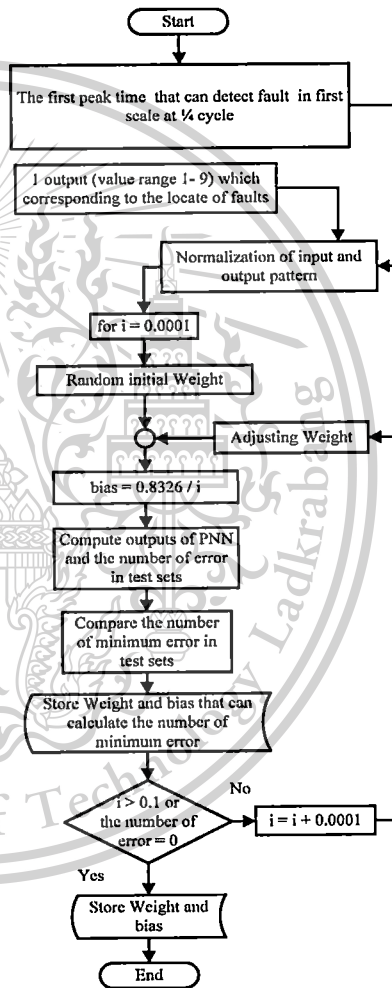 Start
The first peak time that can detect fault in first
scale at ¼ cycle
1 output (value range 1- 9) which
corresponding to the locate of faults
Normalization of input and
output pattern
for i = 0.0001
Random initial Weight
Adjusting Weight
bias = 0.8326 / i
Compute outputs of PNN
and the number of error
in test sets
Compare the number
of minimum error in
test sets
Store Weight and bias that can
calculate the number of
minimum error
i > 0.1 or
the number of
error = 0
No
i = i + 0.0001
Yes
Store Weight and
bias
End
of Technology Ladkrabang